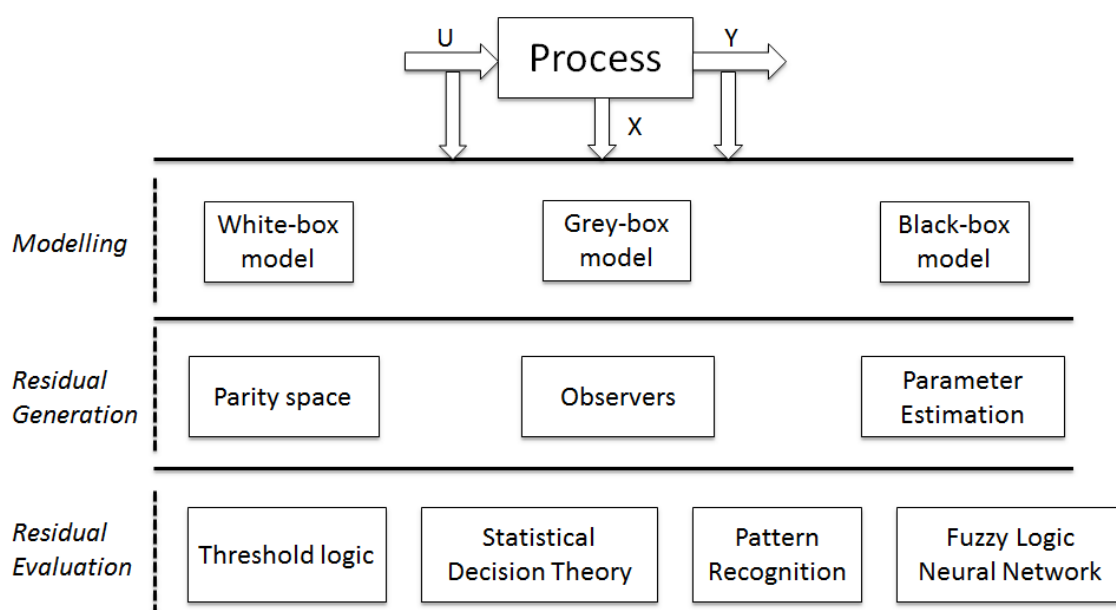 U
Process
Y
X
Modelling
White-box
model
Grey-box
model
Black-box
model
Residual
Generation
Parity space
Observers
Parameter
Estimation
Residual
Evaluation
Threshold logic
Statistical
Decision Theory
Pattern
Recognition
Fuzzy Logic
Neural Network